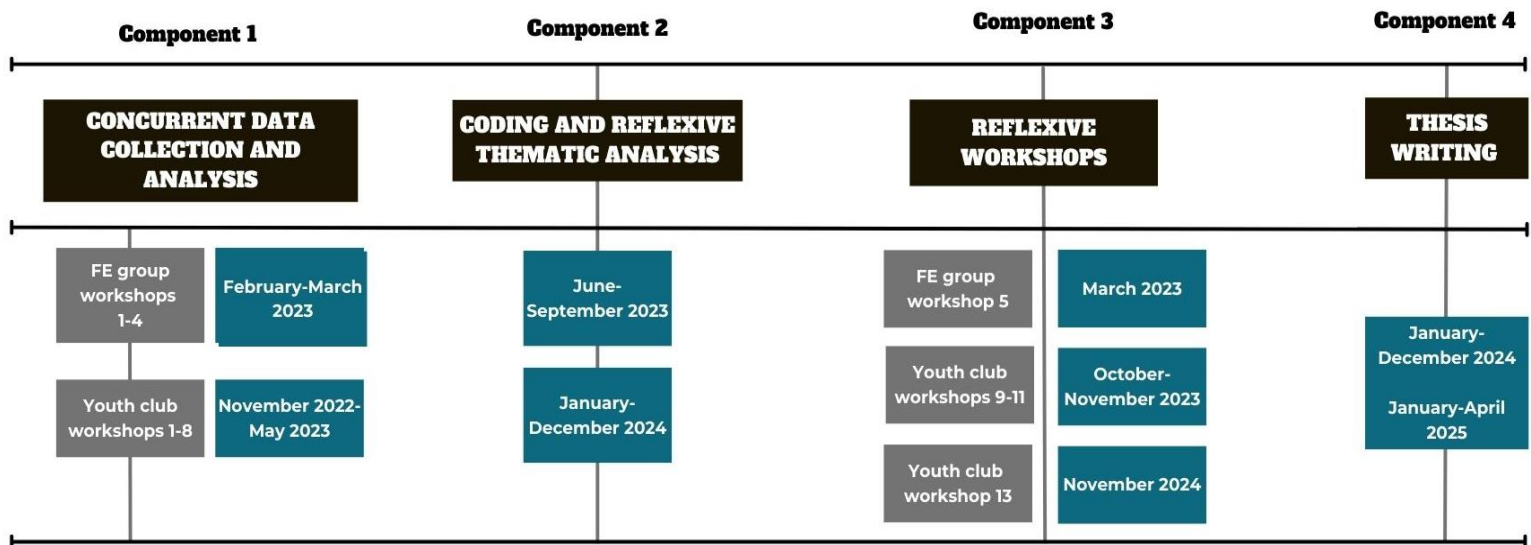 Component 1
Component 2
Component 3
Component 4
CONCURRENT DATA
COLLECTION AND
ANALYSIS
CODING AND REFLEXIVE
THEMATIC ANALYSIS
REFLEXIVE
WORKSHOPS
THESIS
WRITING
FE group
workshops
1-4
February-March
2023
Youth club
workshops 1-8
November 2022-
May 2023
June-
September 2023
January-
December 2024
FE group
workshop 5
March 2023
Youth club
workshops 9-11
October-
November 2023
Youth club
workshop 13
November 2024
January-
December 2024
January-April
2025